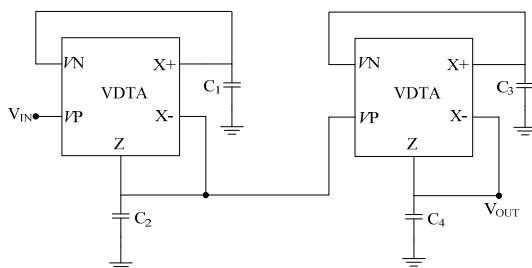 VN
X+
VDTA
C1
VIN
VP
X-
Z
C2
VN
X+
VDTA
C3
VP
X-
Z
C4
VOUT